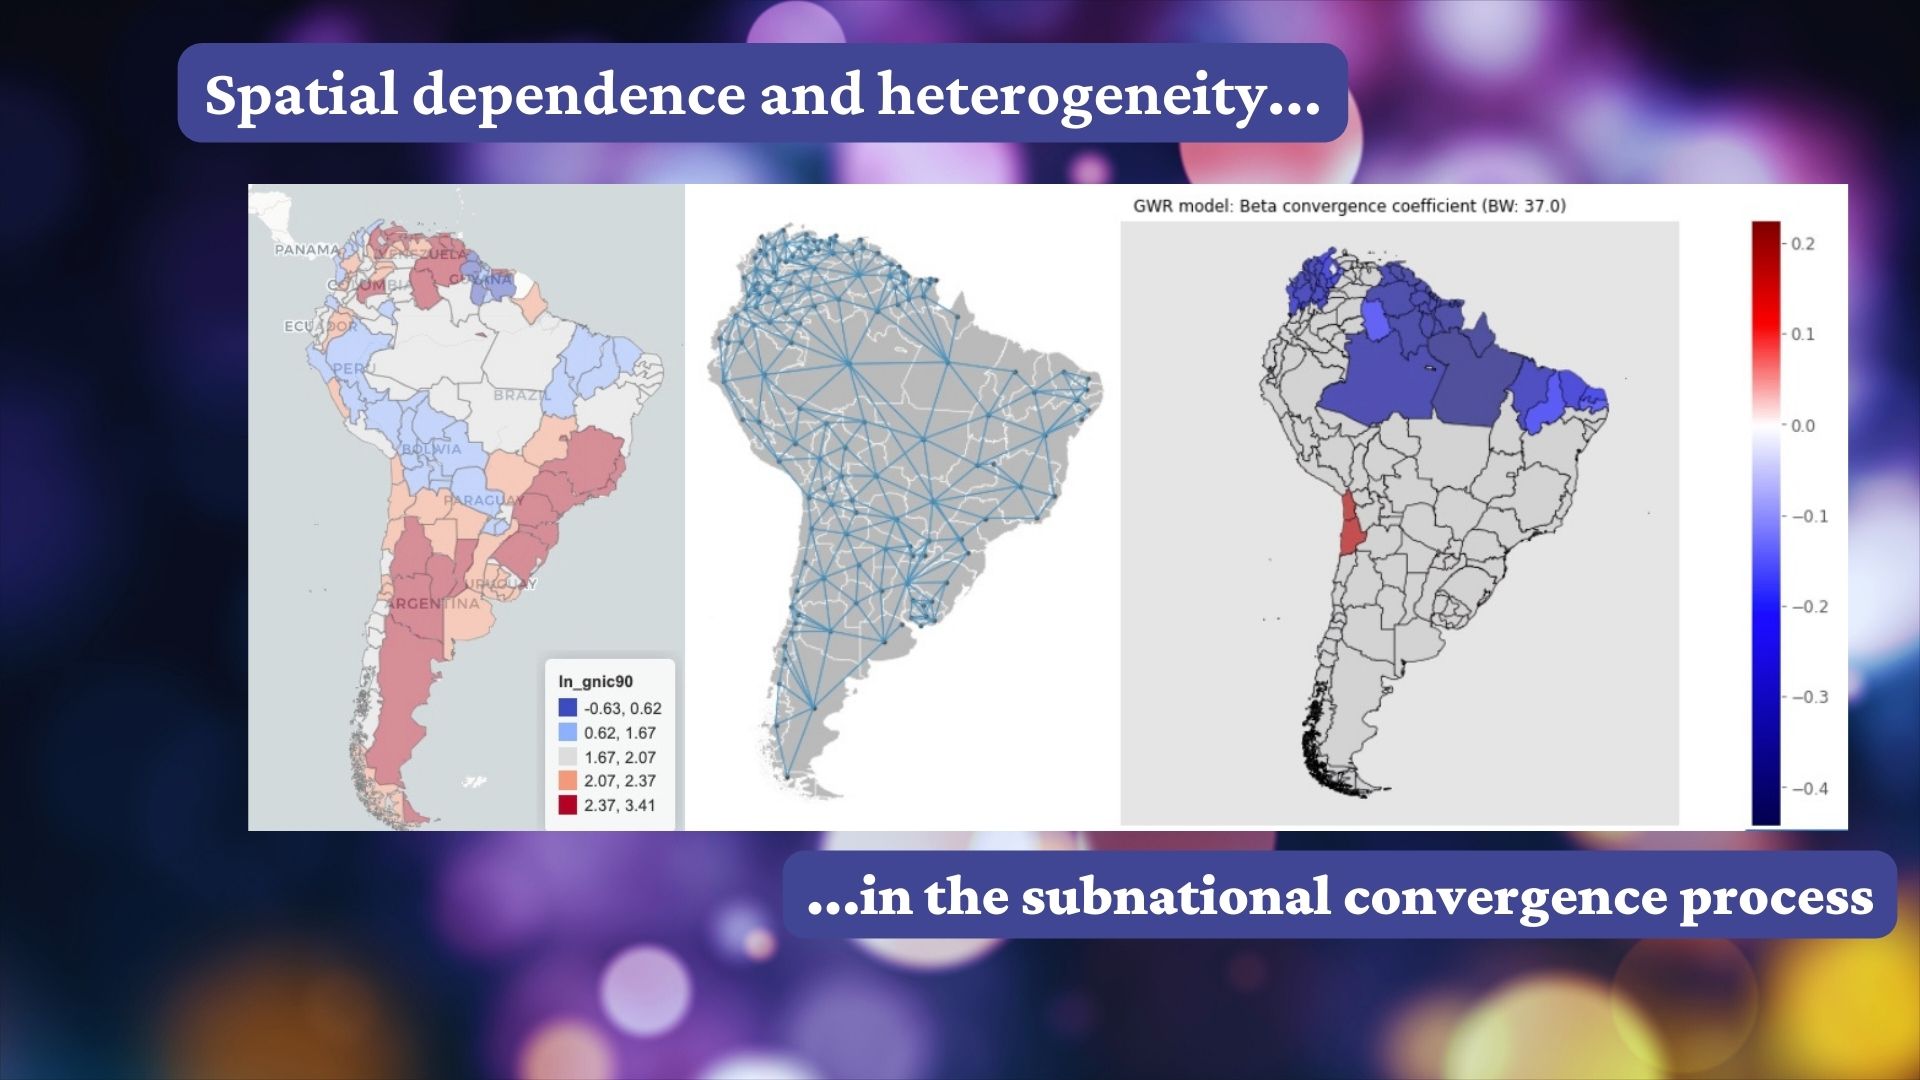 Spatial dependence and heterogeneity...
PANAMA
VENEZUELA
GUYANA
COLOMBIA
ECUADOR
PERU
BRAZIL
BOLIVIA
PARAGUAY
URUGUAY
ARGENTINA
ln_gnic90
-0.63, 0.62
0.62, 1.67
1.67, 2.07
2.07, 2.37
2.37, 3.41
GWR model: Beta convergence coefficient (BW: 37.0)
0.2
0.1
0.0
−0.1
−0.2
−0.3
−0.4
...in the subnational convergence process